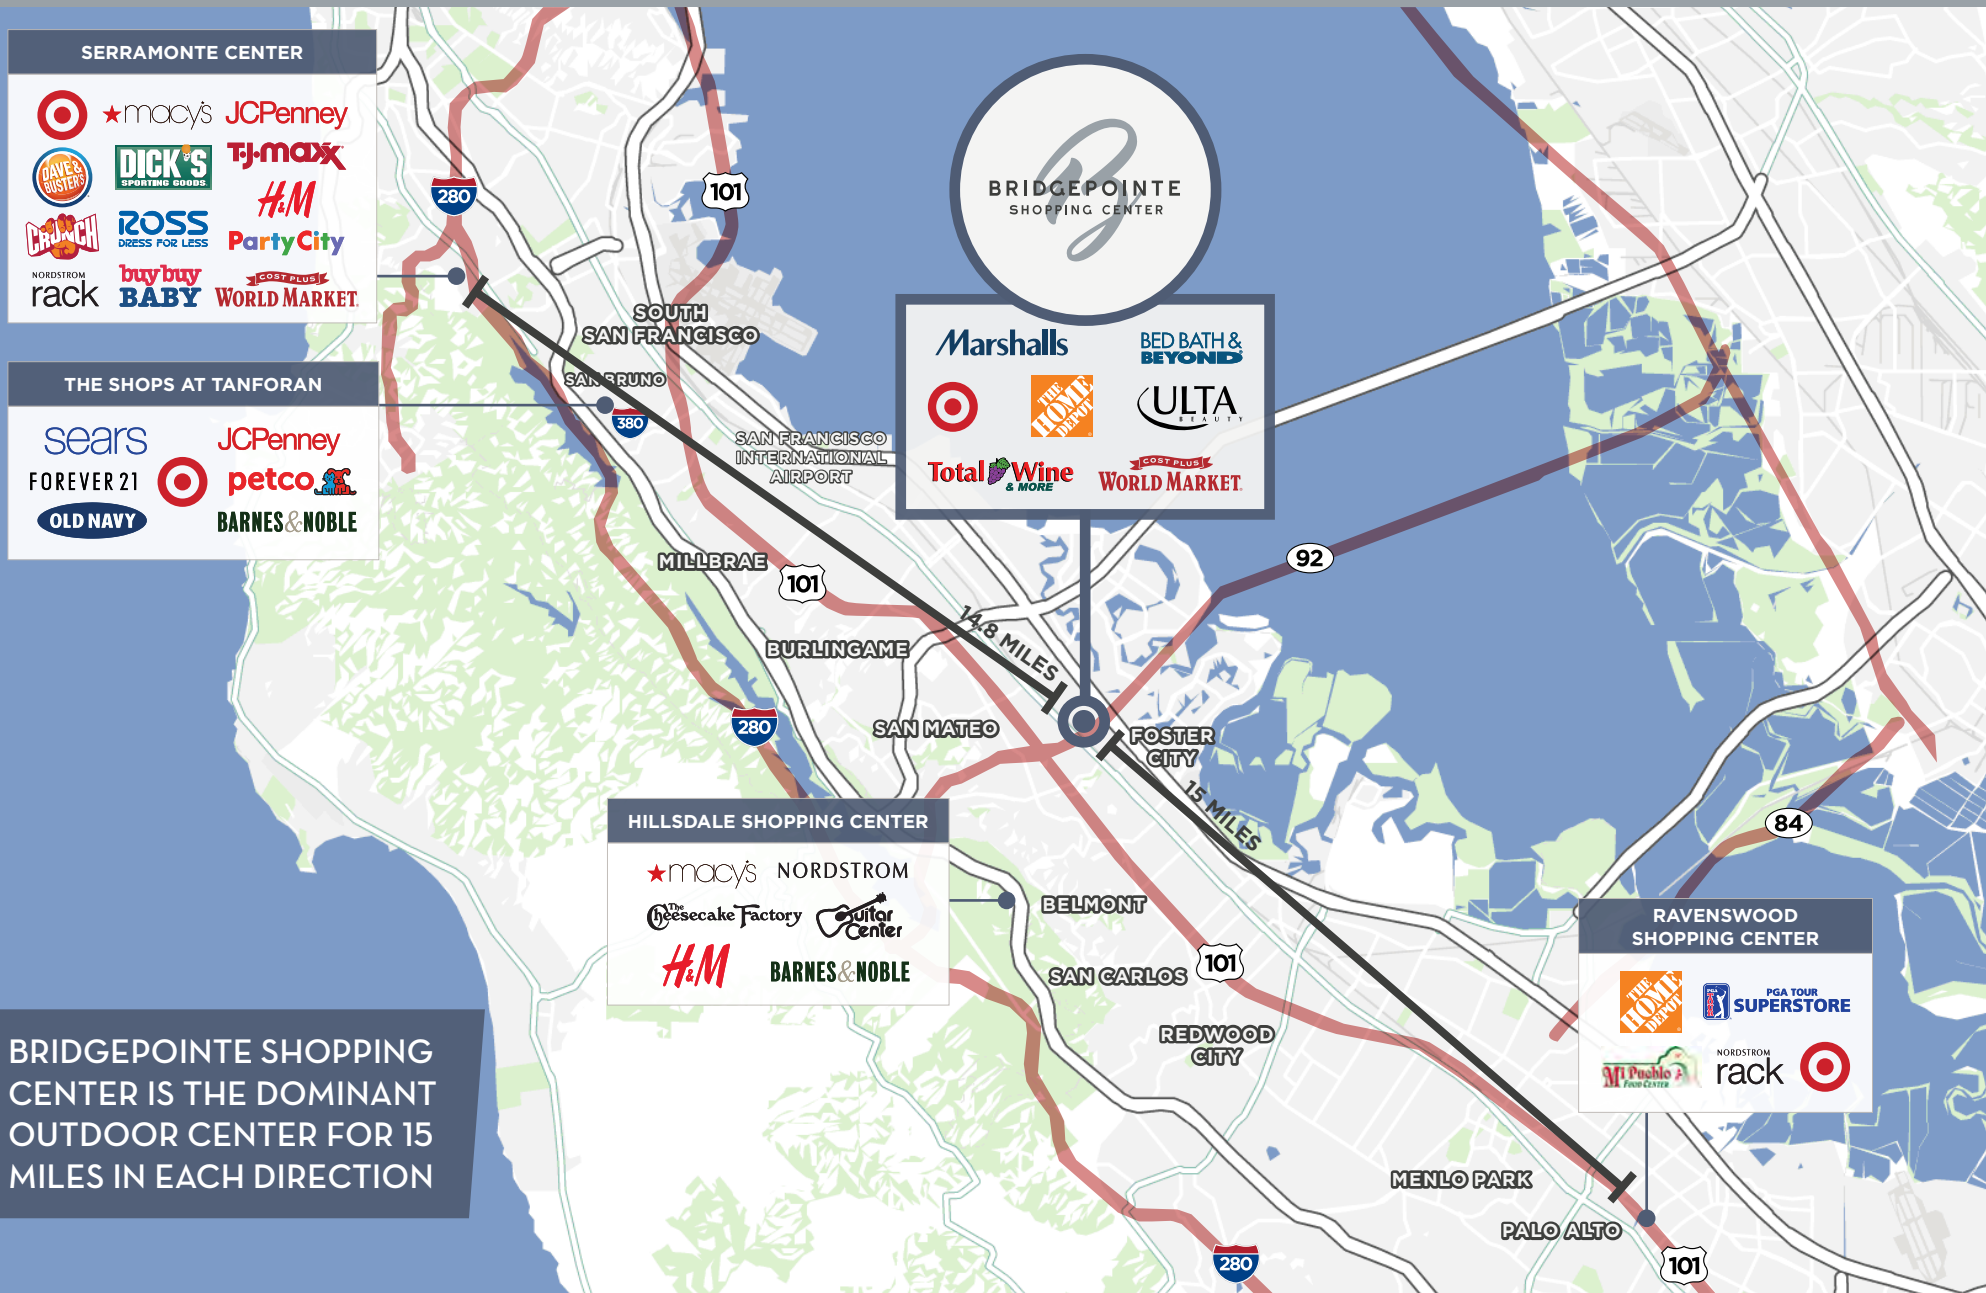 SERRAMONTE CENTER
macy's JCPenney
DAVE & BUSTER'S
DICK'S
SPORTING GOODS
T.J.maxx
H&M
CRUNCH
ROSS
DRESS FOR LESS
Party City
NORDSTROM
rack
buybuy
BABY
COST PLUS
WORLD MARKET
THE SHOPS AT TANFORAN
sears
JCPenney
FOREVER 21
petco
OLD NAVY
BARNES&NOBLE
BRIDGEPOINTE
SHOPPING CENTER
Marshalls
BED BATH &
BEYOND
THE
HOME
DEPOT
ULTA
BEAUTY
Total Wine
& MORE
COST PLUS
WORLD MARKET
280
101
SOUTH
SAN FRANCISCO
SAN BRUNO
380
SAN FRANCISCO
INTERNATIONAL
AIRPORT
92
MILLBRAE
101
14.8 MILES
BURLINGAME
280
SAN MATEO
FOSTER
CITY
15 MILES
84
HILLSDALE SHOPPING CENTER
macy's NORDSTROM
The
Cheesecake Factory
Guitar
Center
H&M
BARNES&NOBLE
BELMONT
SAN CARLOS
101
REDWOOD
CITY
RAVENSWOOD
SHOPPING CENTER
THE
HOME
DEPOT
PGA TOUR
SUPERSTORE
Mi Pueblo
FOOD CENTER
NORDSTROM
rack
MENLO PARK
PALO ALTO
280
101
BRIDGEPOINTE SHOPPING
CENTER IS THE DOMINANT
OUTDOOR CENTER FOR 15
MILES IN EACH DIRECTION